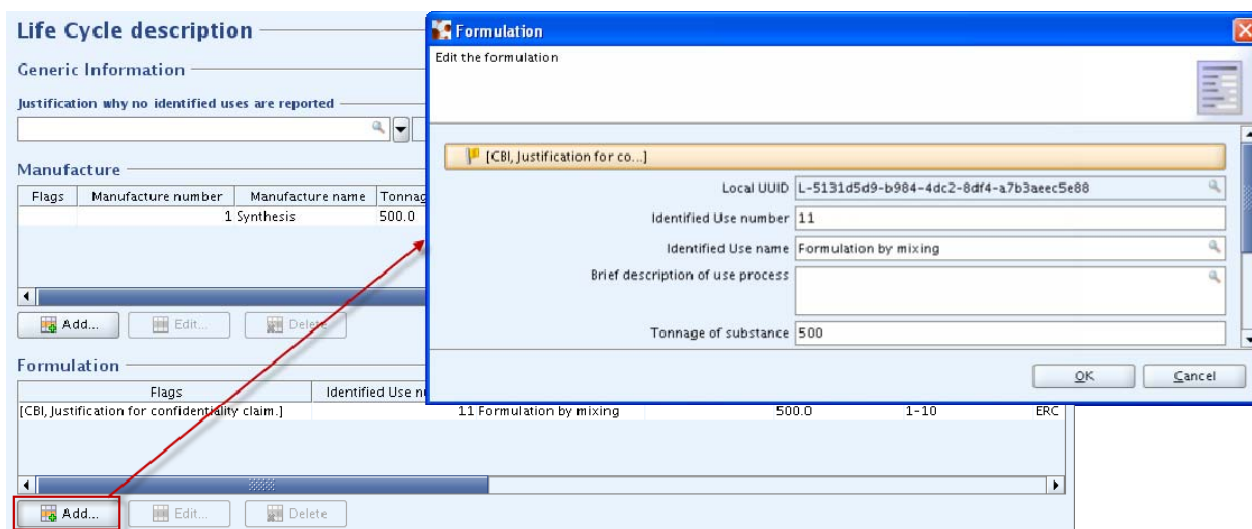 Life Cycle description
Generic Information
Justification why no identified uses are reported
Manufacture
Flags Manufacture number Manufacture name Tonnag
1 Synthesis 500.0
Add... Edit... Delete
Formulation
Flags Identified Use nu
[CBI, Justification for confidentiality claim.] 11 Formulation by mixing 500.0 1-10 ERC
Add... Edit... Delete
Formulation
Edit the formulation
[CBI, Justification for co...]
Local UUID L-5131d5d9-b984-4dc2-8df4-a7b3aeec5e88
Identified Use number 11
Identified Use name Formulation by mixing
Brief description of use process
Tonnage of substance 500
OK Cancel